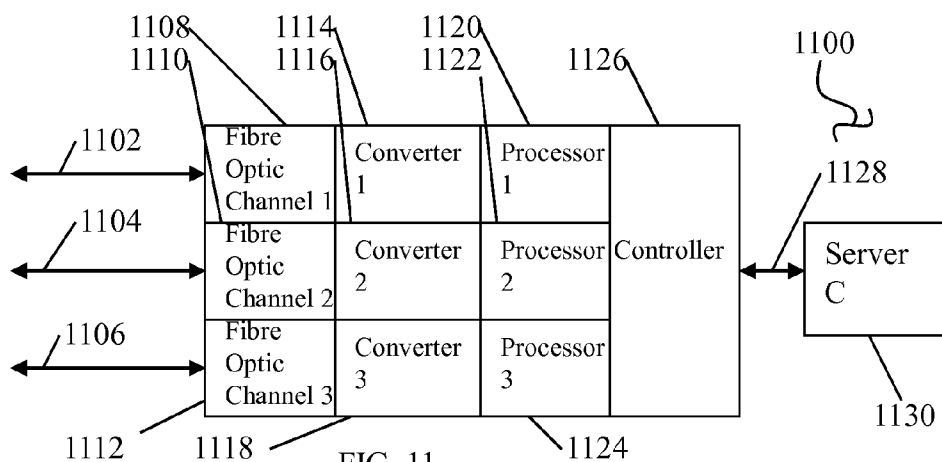 1108
1114
1120
1110
1116
1122
1126
1100
1102
Fibre
Optic
Channel 1
Converter
1
Processor
1
1128
1104
Fibre
Optic
Channel 2
Converter
2
Processor
2
Controller
Server
C
1106
Fibre
Optic
Channel 3
Converter
3
Processor
3
1112
1118
1124
1130
FIG. 11